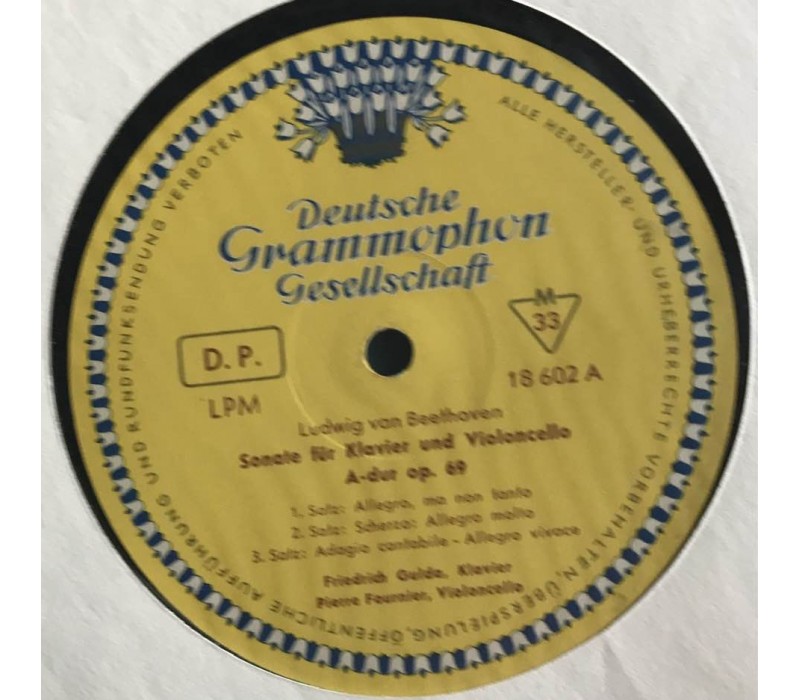 Deutsche
Grammophon
Gesellschaft
D. P.
M
33
LPM
18 602 A
Ludwig van Beethoven
Sonate für Klavier und Violoncello
A-dur op. 69
1. Satz: Allegro, ma non tanto
2. Satz: Scherzo: Allegro molto
3. Satz: Adagio cantabile - Allegro vivace
Friedrich Gulda, Klavier
Pierre Fournier, Violoncello
ALLE HERSTELLER- UND URHEBERRECHTE VORBEHALTEN, ÜBERSPIELUNG, ÖFFENTLICHE AUFFÜHRUNG UND RUNDFUNKSENDUNG VERBOTEN